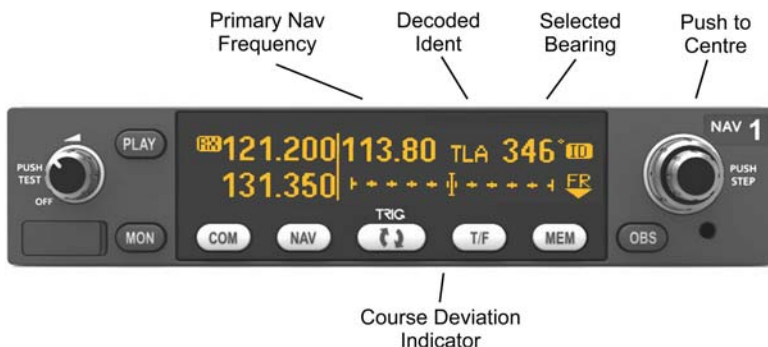 Primary Nav
Frequency
Decoded
Ident
Selected
Bearing
Push to
Centre
PUSH
TEST
OFF
PLAY
MON
RX 121.200 113.80 TLA 346° ID
131.350 FR
TRIG
COM
NAV
T/F
MEM
OBS
NAV 1
PUSH
STEP
Course Deviation
Indicator